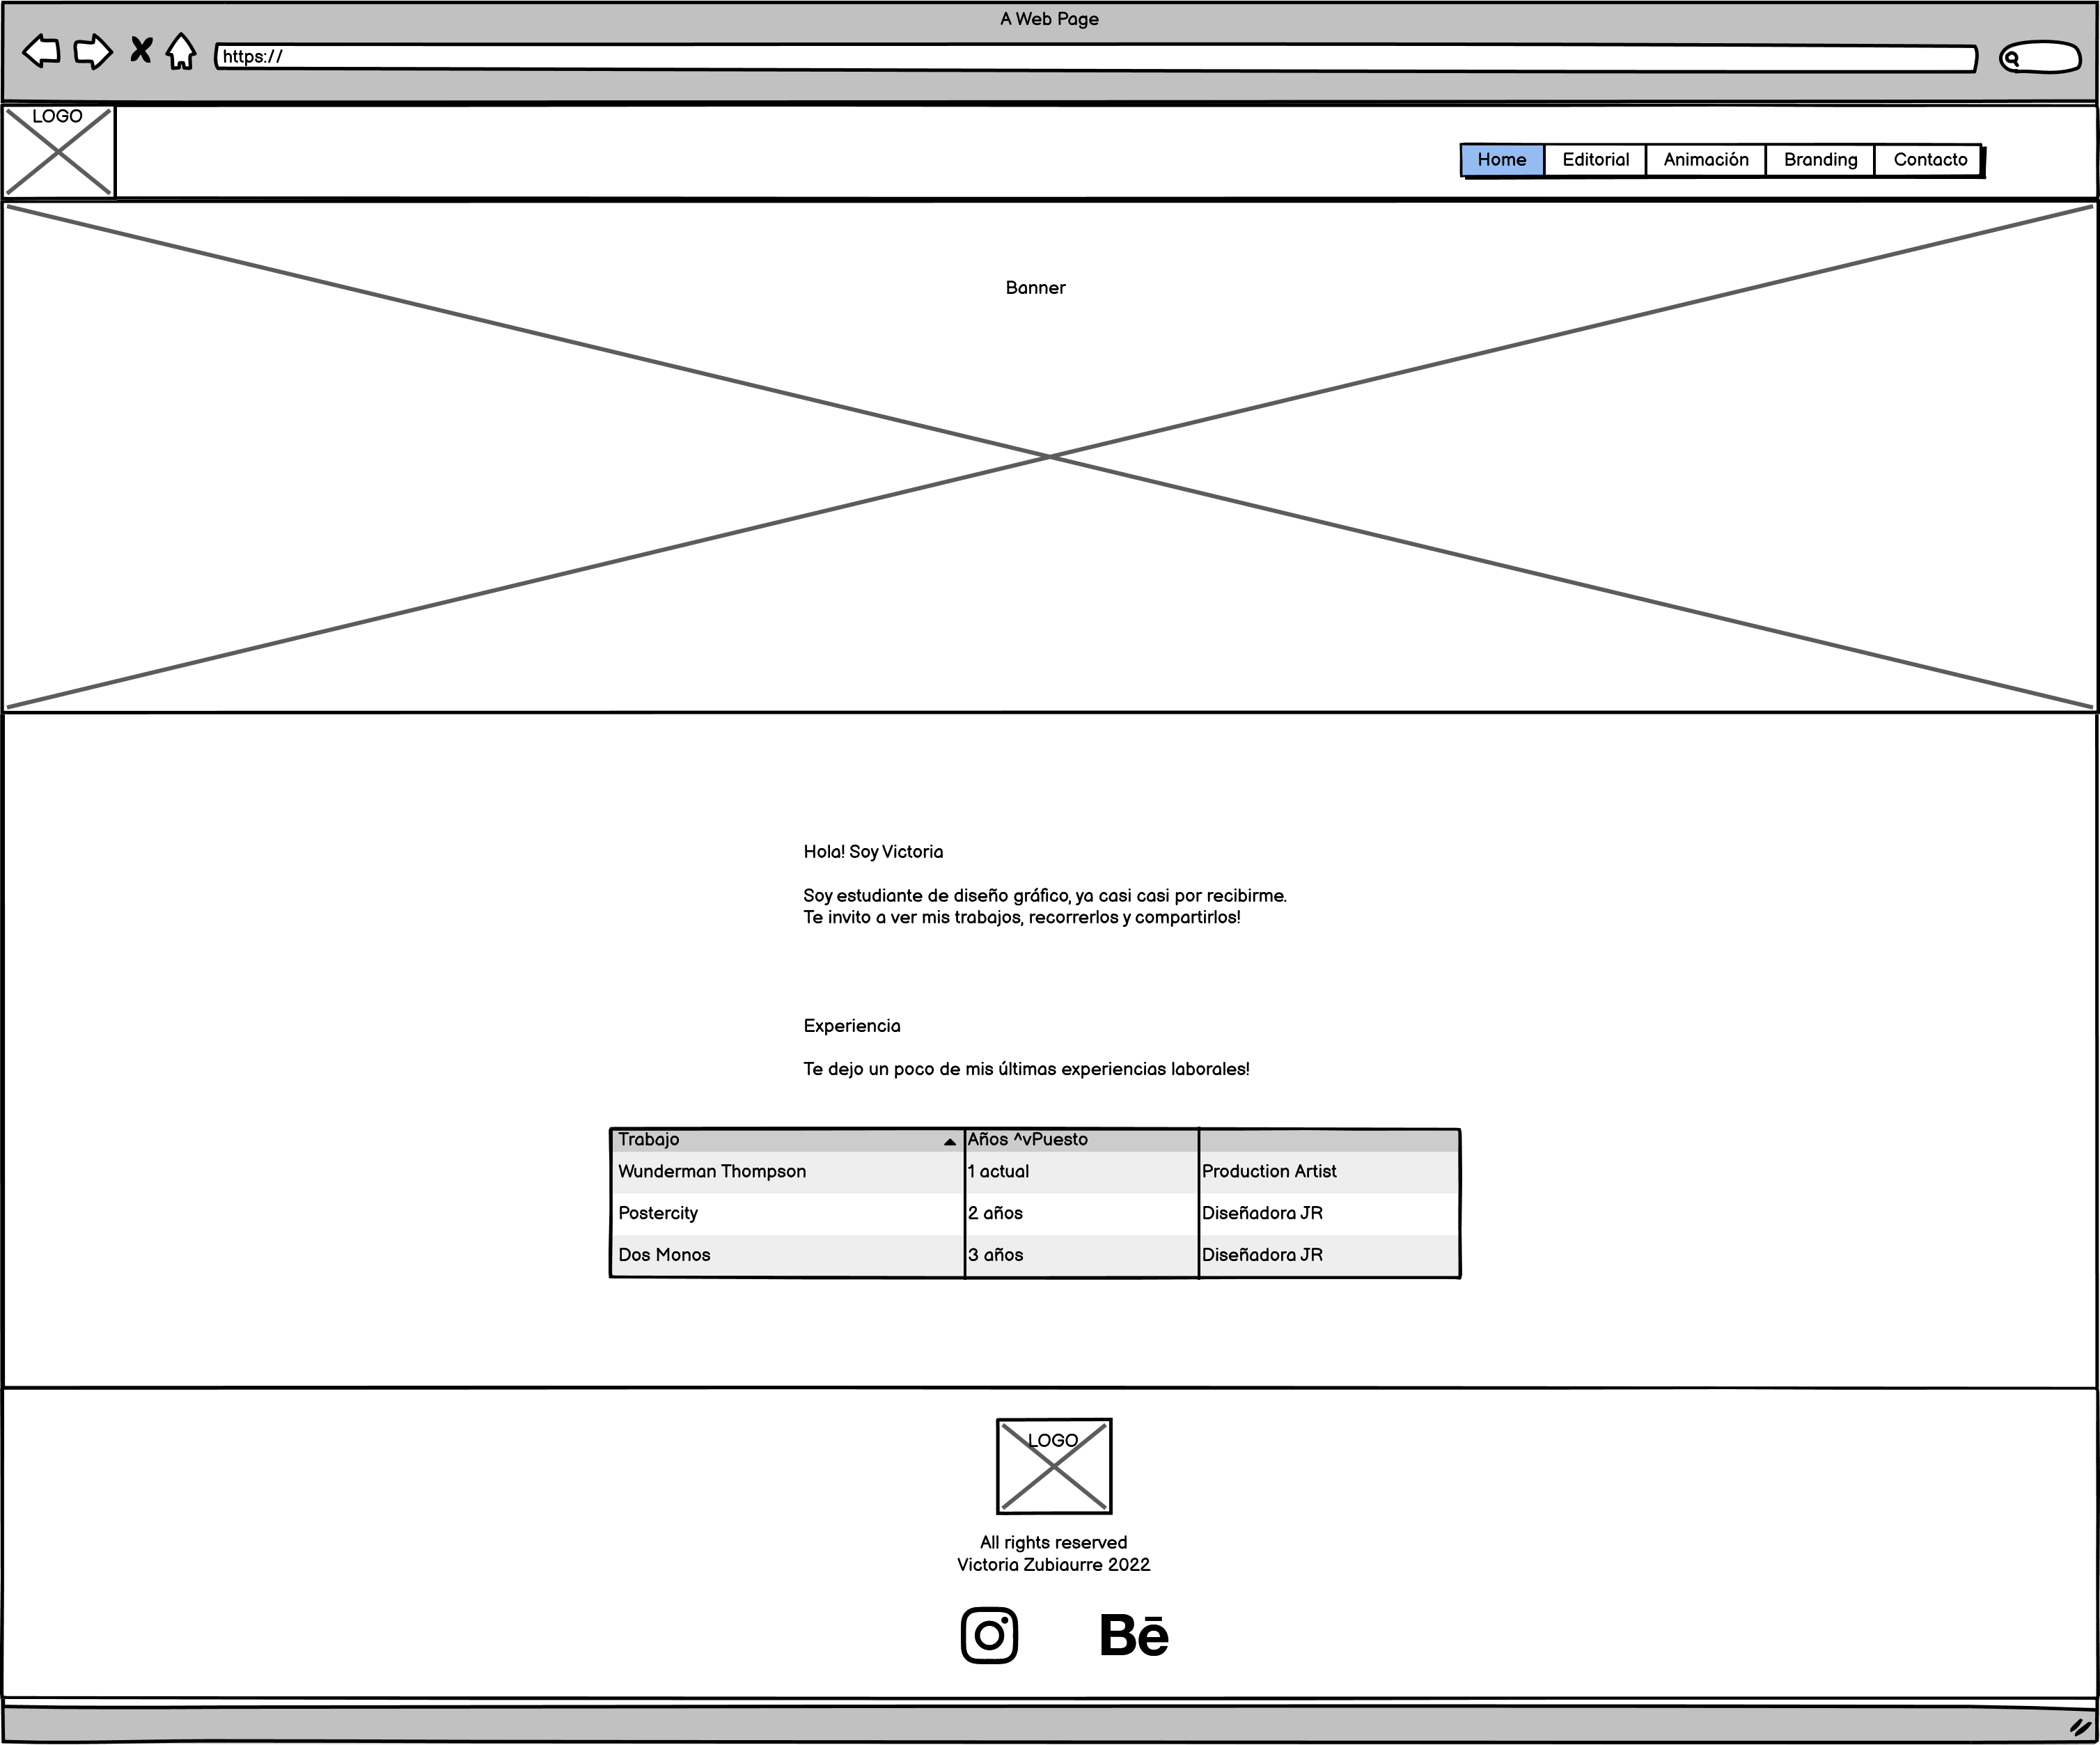 A Web Page
https://
LOGO
Home Editorial Animación Branding Contacto
Banner
Hola! Soy Victoria
Soy estudiante de diseño gráfico, ya casi casi por recibirme.
Te invito a ver mis trabajos, recorrerlos y compartirlos!
Experiencia
Te dejo un poco de mis últimas experiencias laborales!
Trabajo Años ^vPuesto
Wunderman Thompson 1 actual Production Artist
Postercity 2 años Diseñadora JR
Dos Monos 3 años Diseñadora JR
LOGO
All rights reserved
Victoria Zubiaurre 2022
Bē